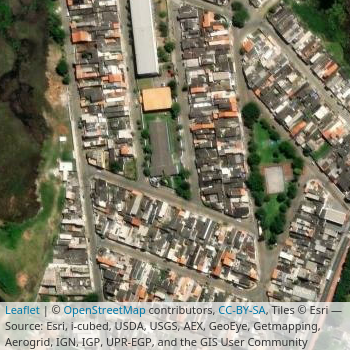 Leaflet | © OpenStreetMap contributors, CC-BY-SA, Tiles © Esri —
Source: Esri, i-cubed, USDA, USGS, AEX, GeoEye, Getmapping,
Aerogrid, IGN, IGP, UPR-EGP, and the GIS User Community